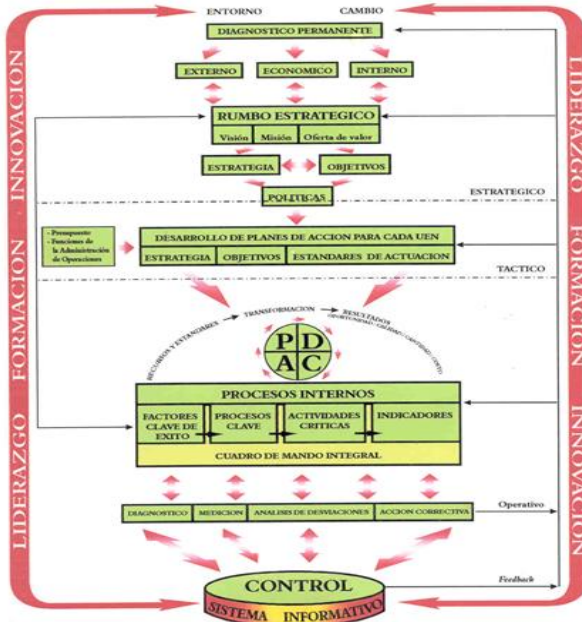 ENTORNO CAMBIO
DIAGNOSTICO PERMANENTE
EXTERNO ECONOMICO INTERNO
RUMBO ESTRATEGICO
Visión Misión Oferta de valor
ESTRATEGIA OBJETIVOS
POLITICAS
ESTRATEGICO
- Presupuesto
- Funciones de
la Administración
de Operaciones
DESARROLLO DE PLANES DE ACCION PARA CADA UEN
ESTRATEGIA OBJETIVOS ESTANDARES DE ACTUACION
TACTICO
RECURSOS Y ESTANDARES
TRANSFORMACION
RESULTADOS
OPORTUNIDAD - CALIDAD - CANTIDAD - COSTO
P D
A C
PROCESOS INTERNOS
FACTORES CLAVE DE EXITO
PROCESOS CLAVE
ACTIVIDADES CRITICAS
INDICADORES
CUADRO DE MANDO INTEGRAL
DIAGNOSTICO MEDICION ANALISIS DE DESVIACIONES ACCION CORRECTIVA
Operativo
CONTROL
Feedback
SISTEMA INFORMATIVO
LIDERAZGO FORMACION INNOVACION
LIDERAZGO FORMACION INNOVACION